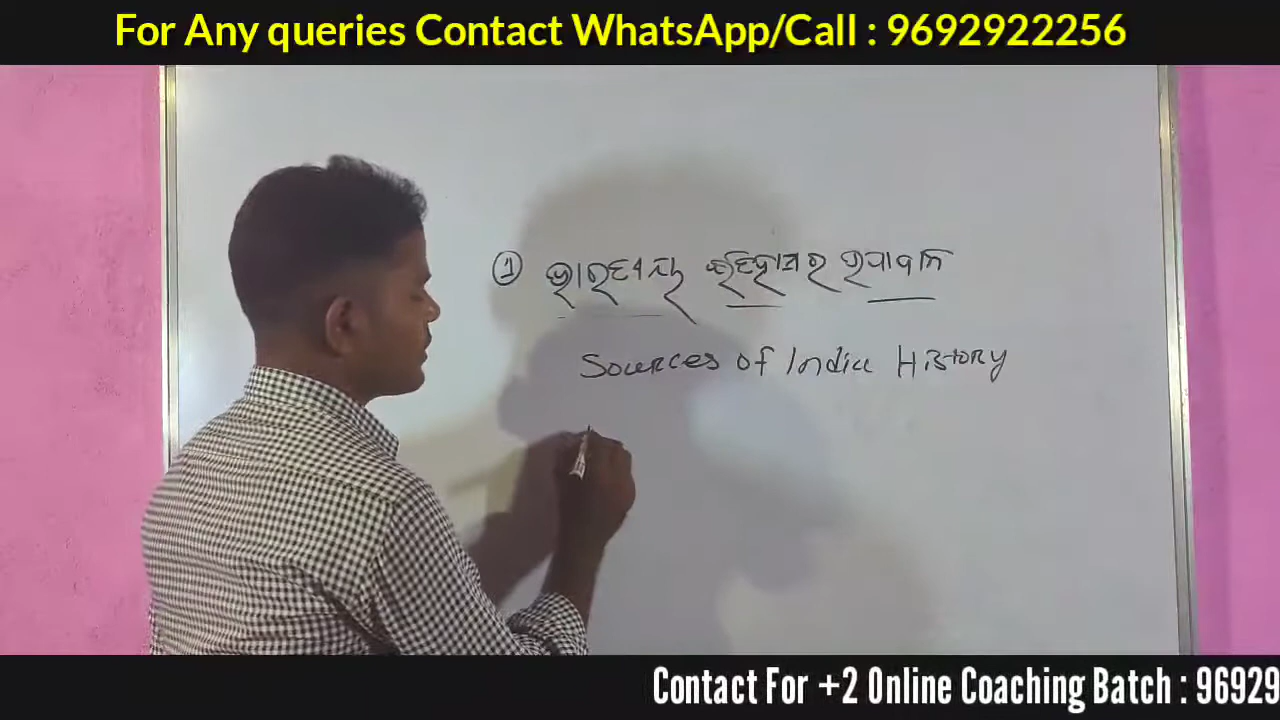 For Any queries Contact WhatsApp/Call : 9692922256
① ଭାରତୀୟ ଇତିହାସର ଉପାଦାନ
Sources of India History
Contact For +2 Online Coaching Batch : 96929